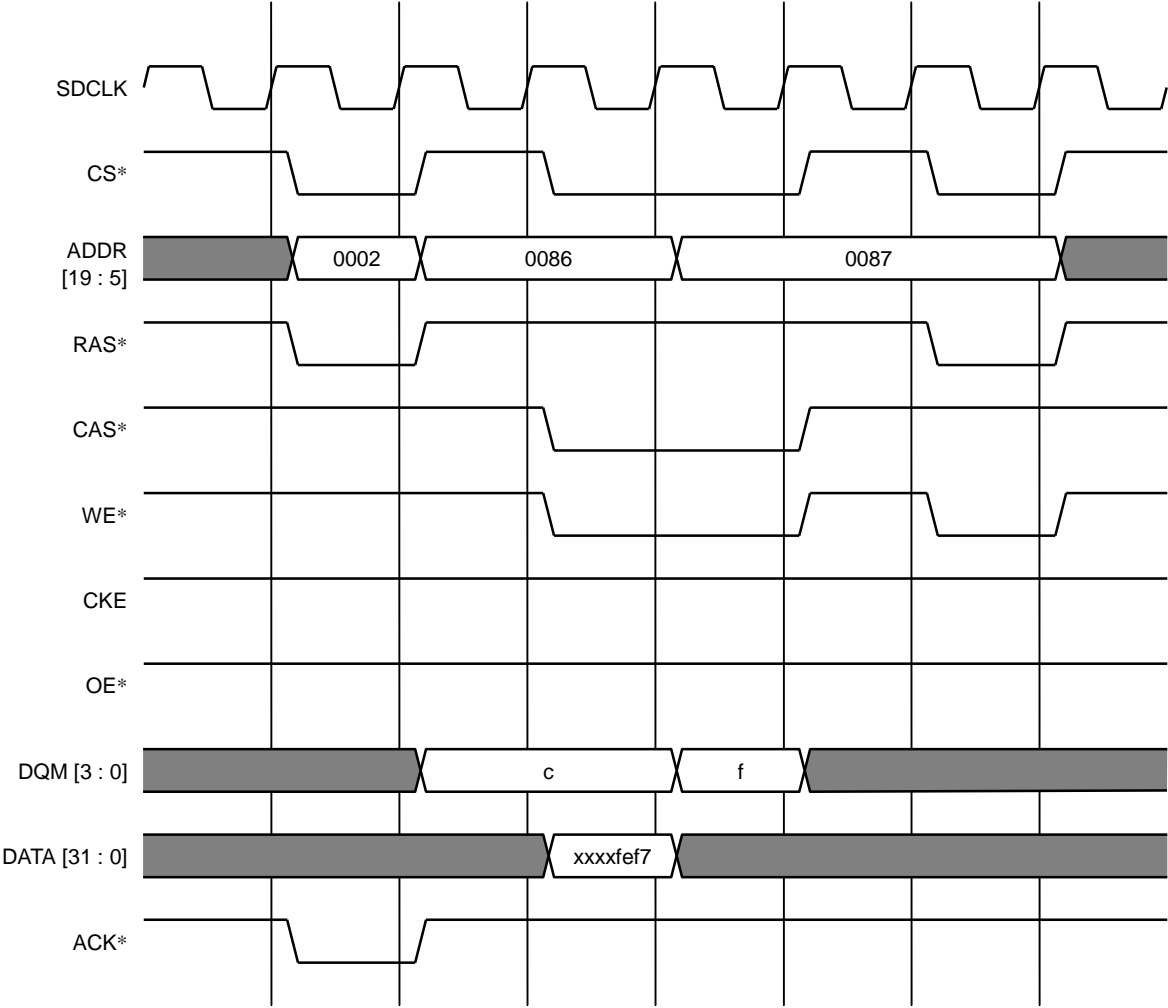 SDCLK
CS*
ADDR
[19 : 5]
0002
0086
0087
RAS*
CAS*
WE*
CKE
OE*
DQM [3 : 0]
c
f
DATA [31 : 0]
xxxxfef7
ACK*